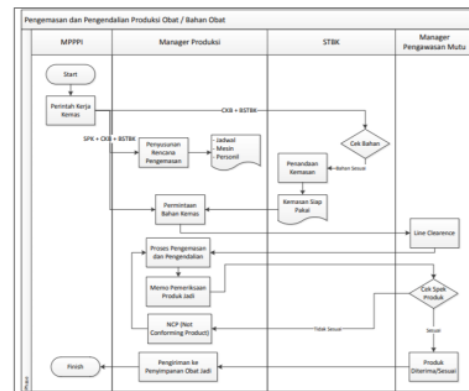 Pengemasan dan Pengendalian Produksi Obat / Bahan Obat
MPPPI
Manager Produksi
STBK
Manager
Pengawasan Mutu
Start
Perintah Kerja
Kemas
CKB + BSTBK
SPK + CKB + BSTBK
Penyusunan
Rencana
Pengemasan
- Jadwal
- Mesin
- Personil
Cek Bahan
Bahan Sesuai
Penandaan
Kemasan
Kemasan Siap
Pakai
Permintaan
Bahan Kemas
Line Clearence
Proses Pengemasan
dan Pengendalian
Memo Pemeriksaan
Produk Jadi
Cek Spek
Produk
NCP (Not
Conforming Product)
Tidak Sesuai
Sesuai
Finish
Pengiriman ke
Penyimpanan Obat Jadi
Produk
Diterima/Sesuai
Phase